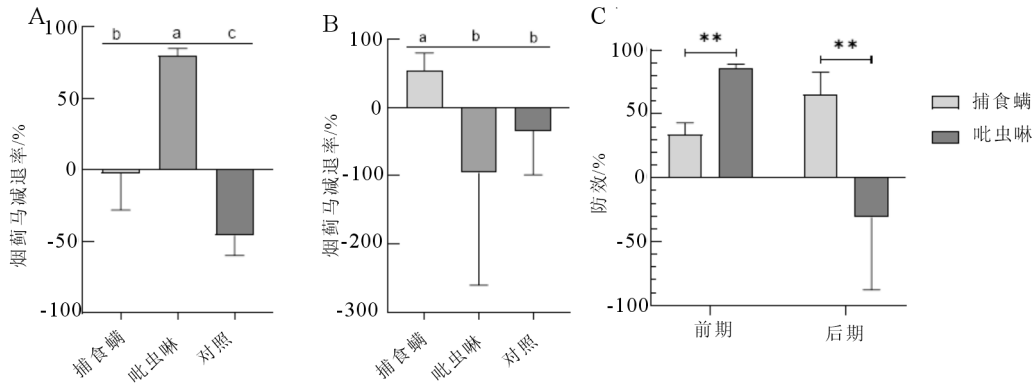 A
100
50
0
-50
-100
烟蓟马减退率/%
b a c
捕食螨
吡虫啉
对照
B
100
0
-100
-200
-300
烟蓟马减退率/%
a b b
捕食螨
吡虫啉
对照
C
100
50
0
-50
-100
防效/%
** **
前期 后期
捕食螨
吡虫啉